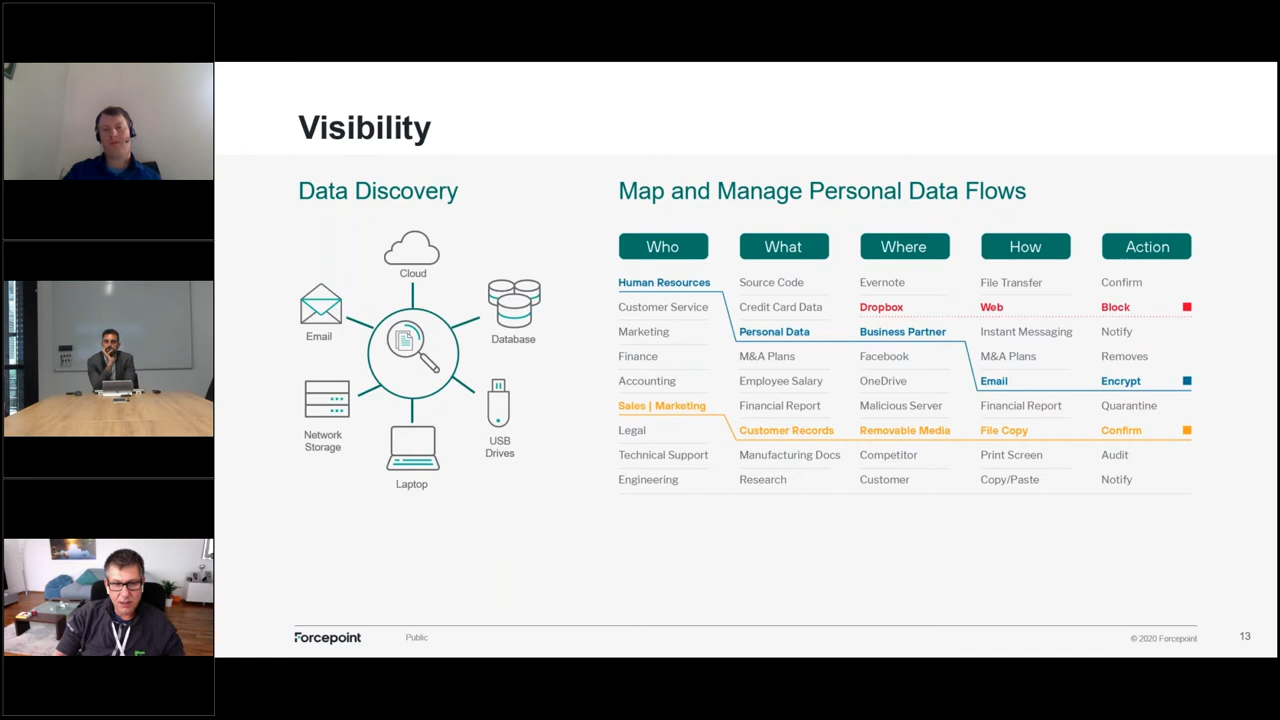 Visibility
Data Discovery
Cloud
Email
Database
Network
Storage
USB
Drives
Laptop
Map and Manage Personal Data Flows
Who What Where How Action
Human Resources Source Code Evernote File Transfer Confirm
Customer Service Credit Card Data Dropbox Web Block
Marketing Personal Data Business Partner Instant Messaging Notify
Finance M&A Plans Facebook M&A Plans Removes
Accounting Employee Salary OneDrive Email Encrypt
Sales | Marketing Financial Report Malicious Server Financial Report Quarantine
Legal Customer Records Removable Media File Copy Confirm
Technical Support Manufacturing Docs Competitor Print Screen Audit
Engineering Research Customer Copy/Paste Notify
Forcepoint Public © 2020 Forcepoint 13